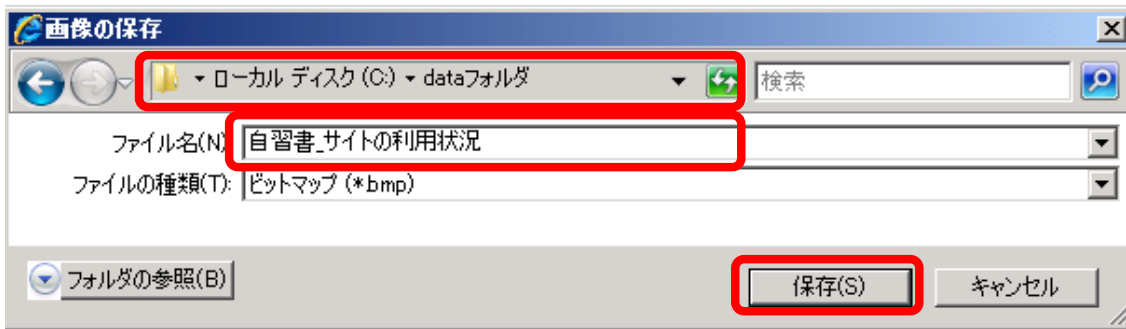 画像の保存
ローカル ディスク (C:) dataフォルダ 検索
ファイル名(N) 自習書_サイトの利用状況
ファイルの種類(T): ビットマップ (*bmp)
フォルダの参照(B) 保存(S) キャンセル